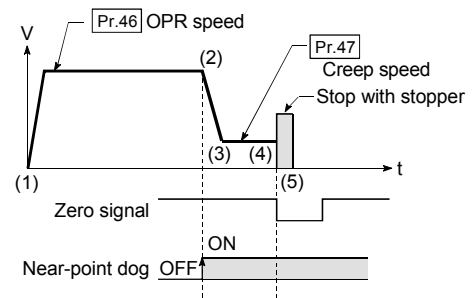 V
Pr.46 OPR speed
(2)
Pr.47
Creep speed
Stop with stopper
(3)
(4)
t
(1)
(5)
Zero signal
ON
Near-point dog OFF